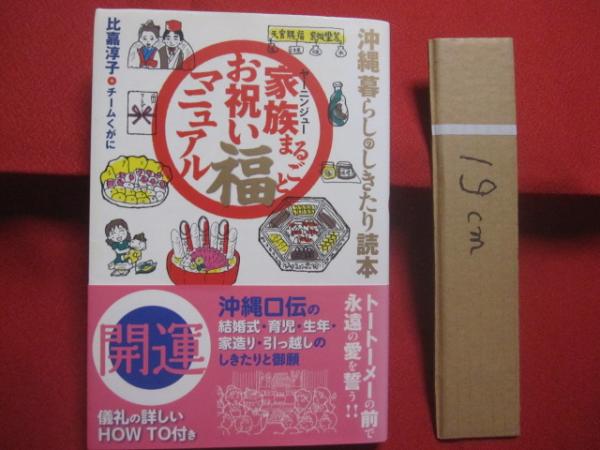 沖縄暮らしのしきたり読本
ヤーニンジュー
家族まるごと
お祝い福
マニュアル
比嘉淳子・チームくがに
天官賜福
トートーメーの前で
永遠の愛を誓う!!
沖縄口伝の
結婚式・育児・生年・
家造り・引っ越しの
しきたりと御願
開運
儀礼の詳しい
HOW TO付き
19cm